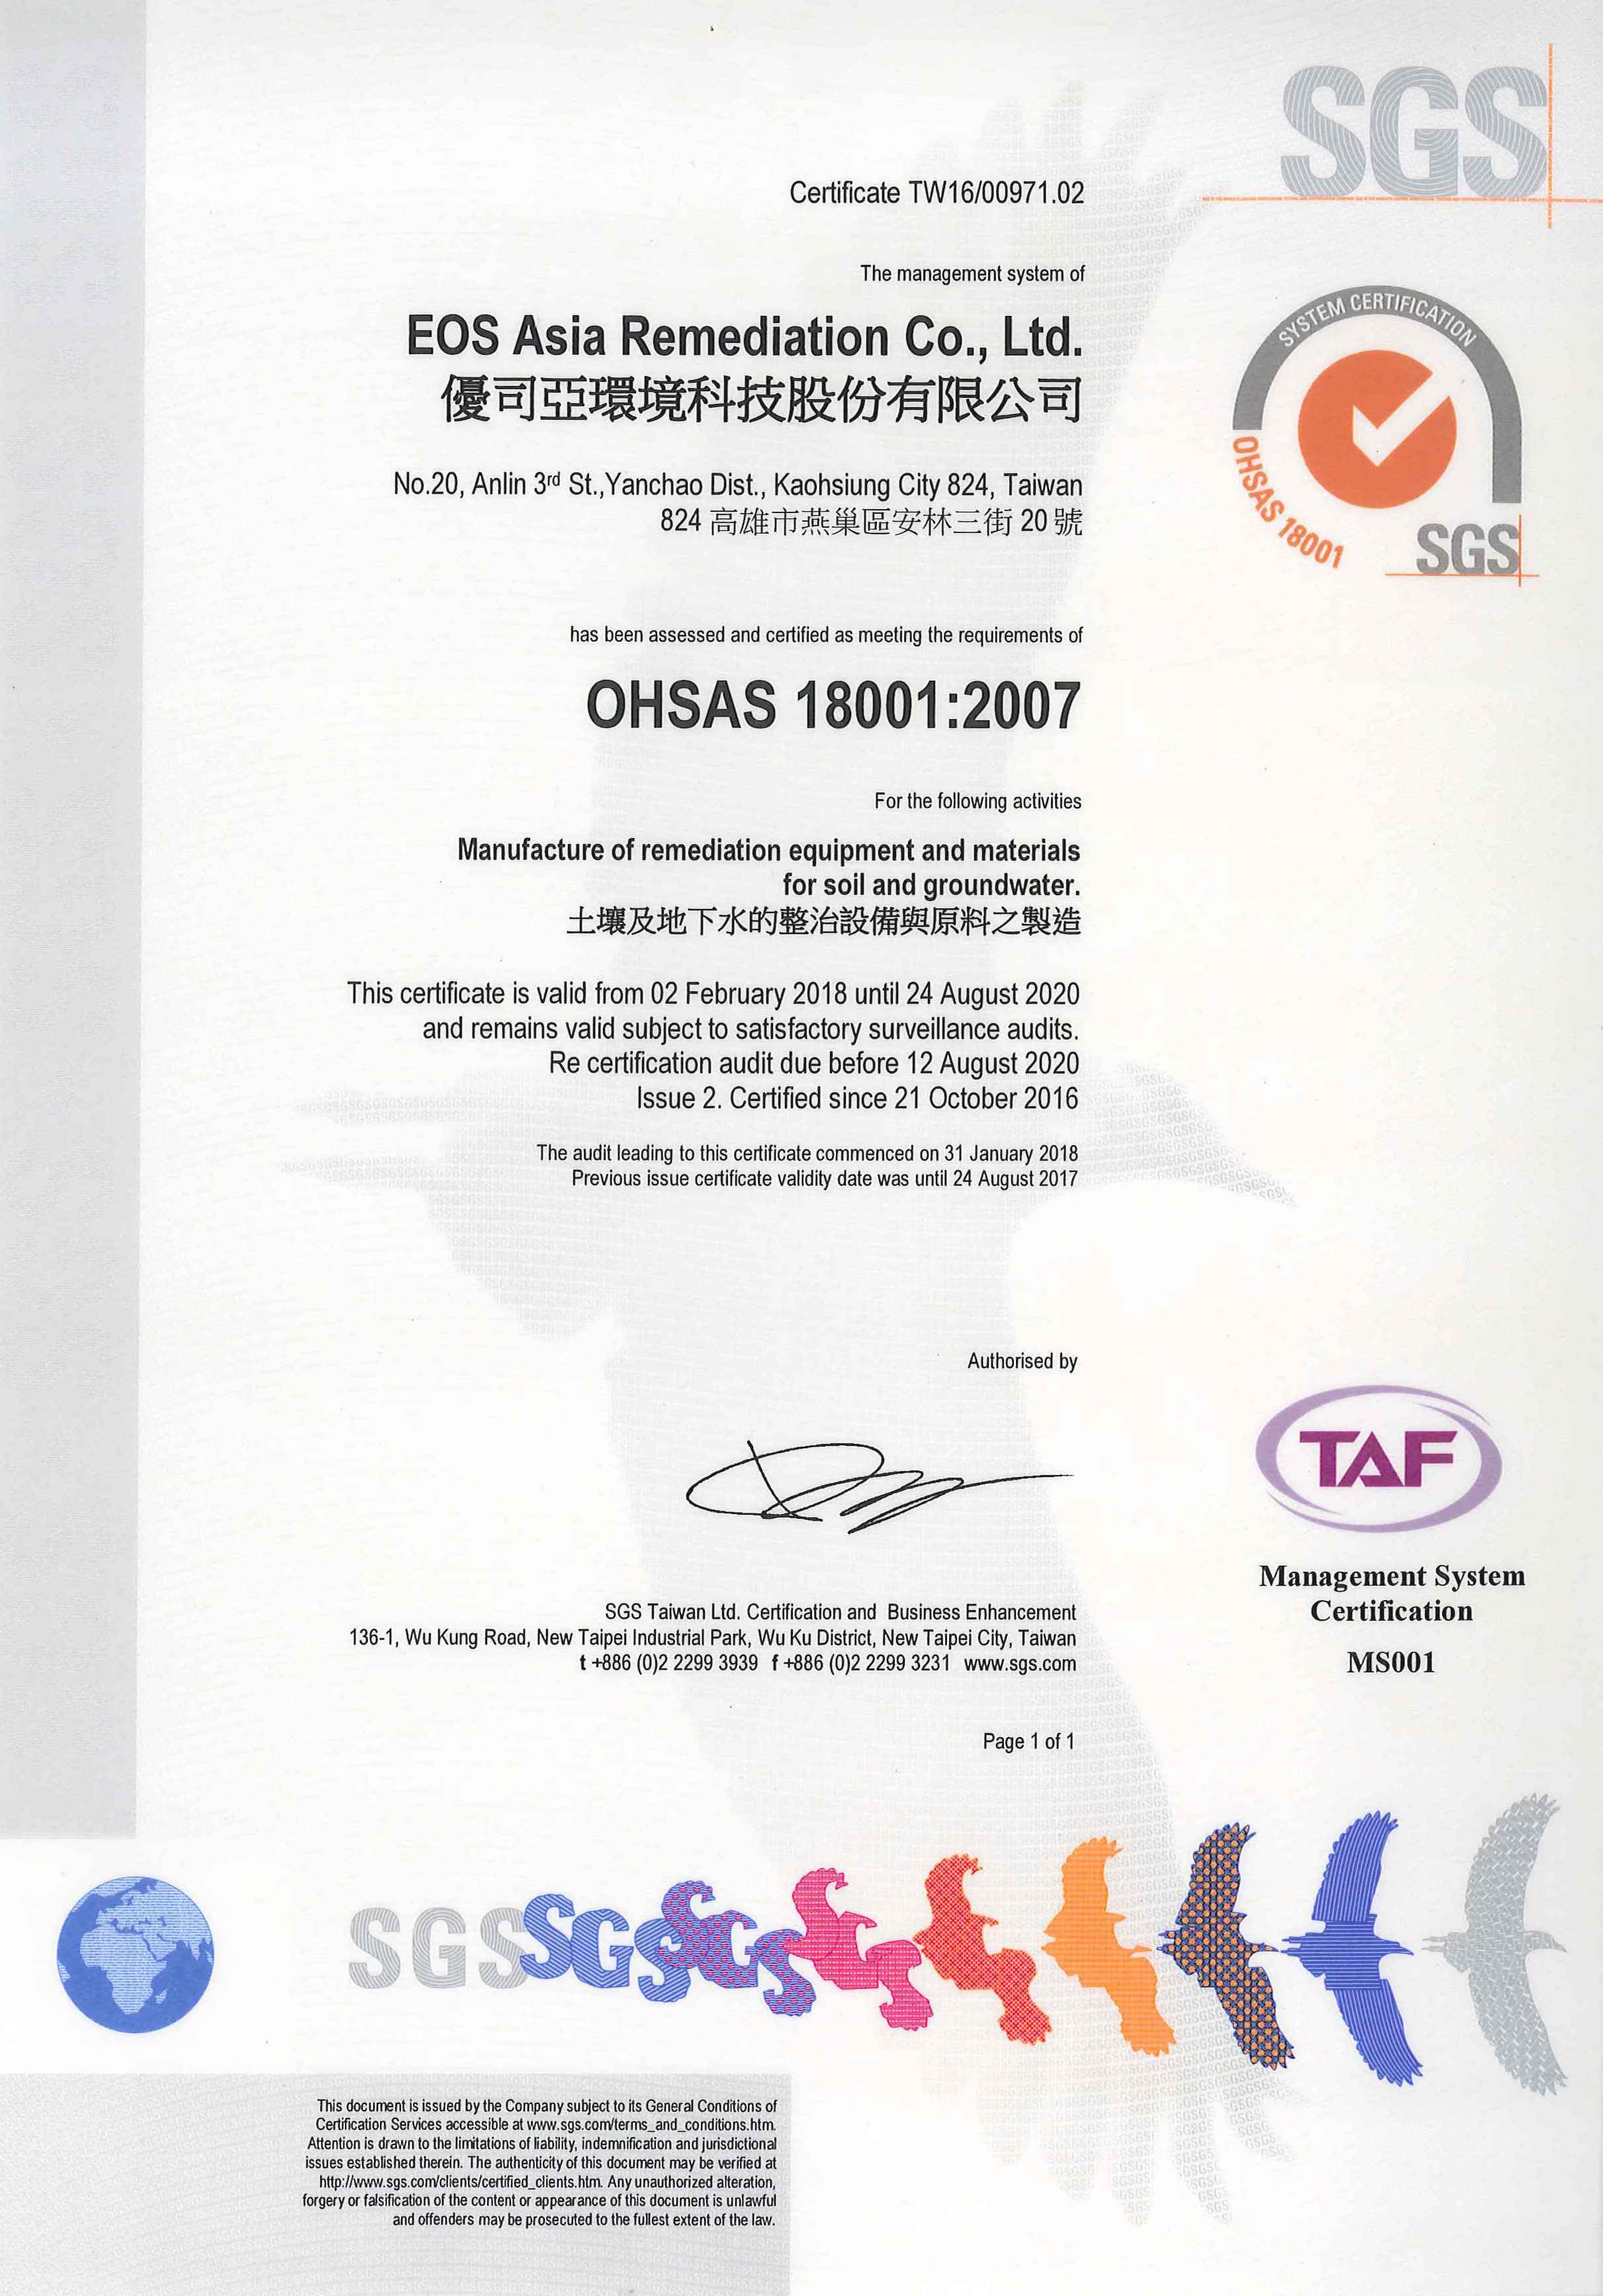 SGS
Certificate TW16/00971.02
The management system of
EOS Asia Remediation Co., Ltd.
優司亞環境科技股份有限公司
No.20, Anlin 3rd St.,Yanchao Dist., Kaohsiung City 824, Taiwan
824 高雄市燕巢區安林三街 20 號
SYSTEM CERTIFICATION
OHSAS 18001
SGS
has been assessed and certified as meeting the requirements of
OHSAS 18001:2007
For the following activities
Manufacture of remediation equipment and materials
for soil and groundwater.
土壤及地下水的整治設備與原料之製造
This certificate is valid from 02 February 2018 until 24 August 2020
and remains valid subject to satisfactory surveillance audits.
Re certification audit due before 12 August 2020
Issue 2. Certified since 21 October 2016
The audit leading to this certificate commenced on 31 January 2018
Previous issue certificate validity date was until 24 August 2017
Authorised by
TAF
Management System
Certification
MS001
SGS Taiwan Ltd. Certification and Business Enhancement
136-1, Wu Kung Road, New Taipei Industrial Park, Wu Ku District, New Taipei City, Taiwan
t +886 (0)2 2299 3939 f +886 (0)2 2299 3231 www.sgs.com
Page 1 of 1
SGS SGS SGS
This document is issued by the Company subject to its General Conditions of
Certification Services accessible at www.sgs.com/terms_and_conditions.htm.
Attention is drawn to the limitations of liability, indemnification and jurisdictional
issues established therein. The authenticity of this document may be verified at
http://www.sgs.com/clients/certified_clients.htm. Any unauthorized alteration,
forgery or falsification of the content or appearance of this document is unlawful
and offenders may be prosecuted to the fullest extent of the law.